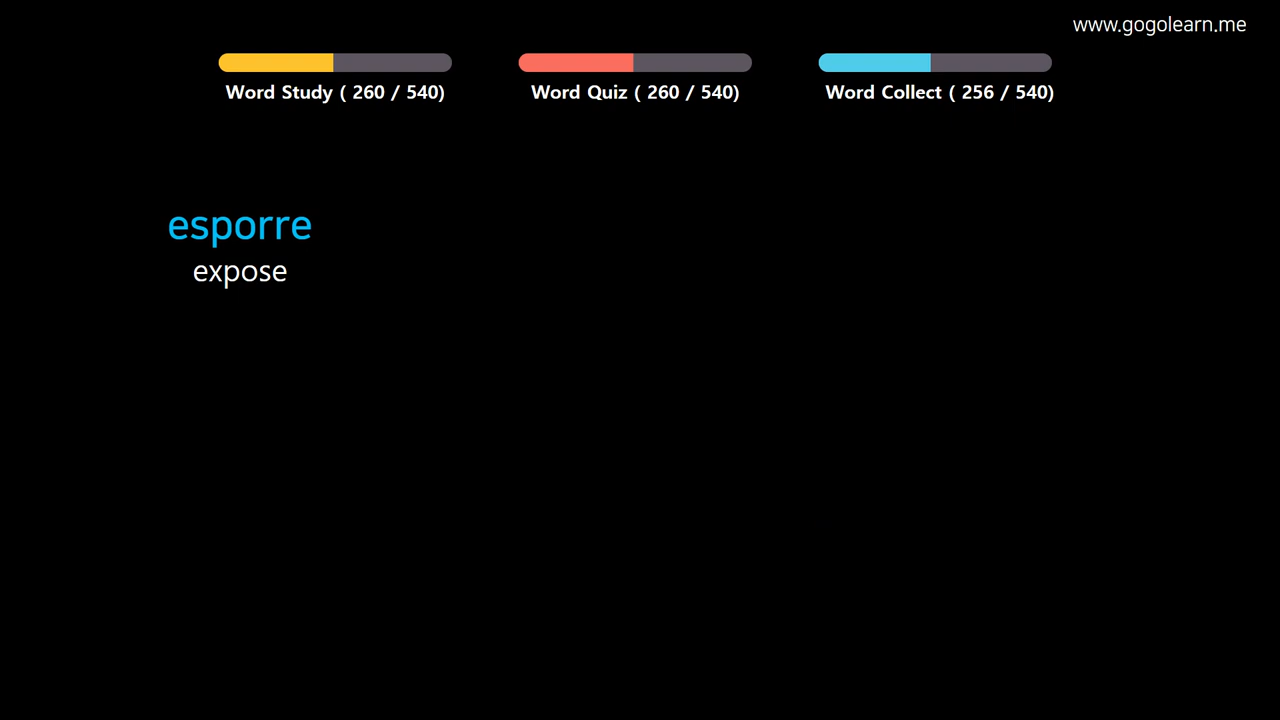 www.gogolearn.me
Word Study ( 260 / 540)
Word Quiz ( 260 / 540)
Word Collect ( 256 / 540)
esporre
expose